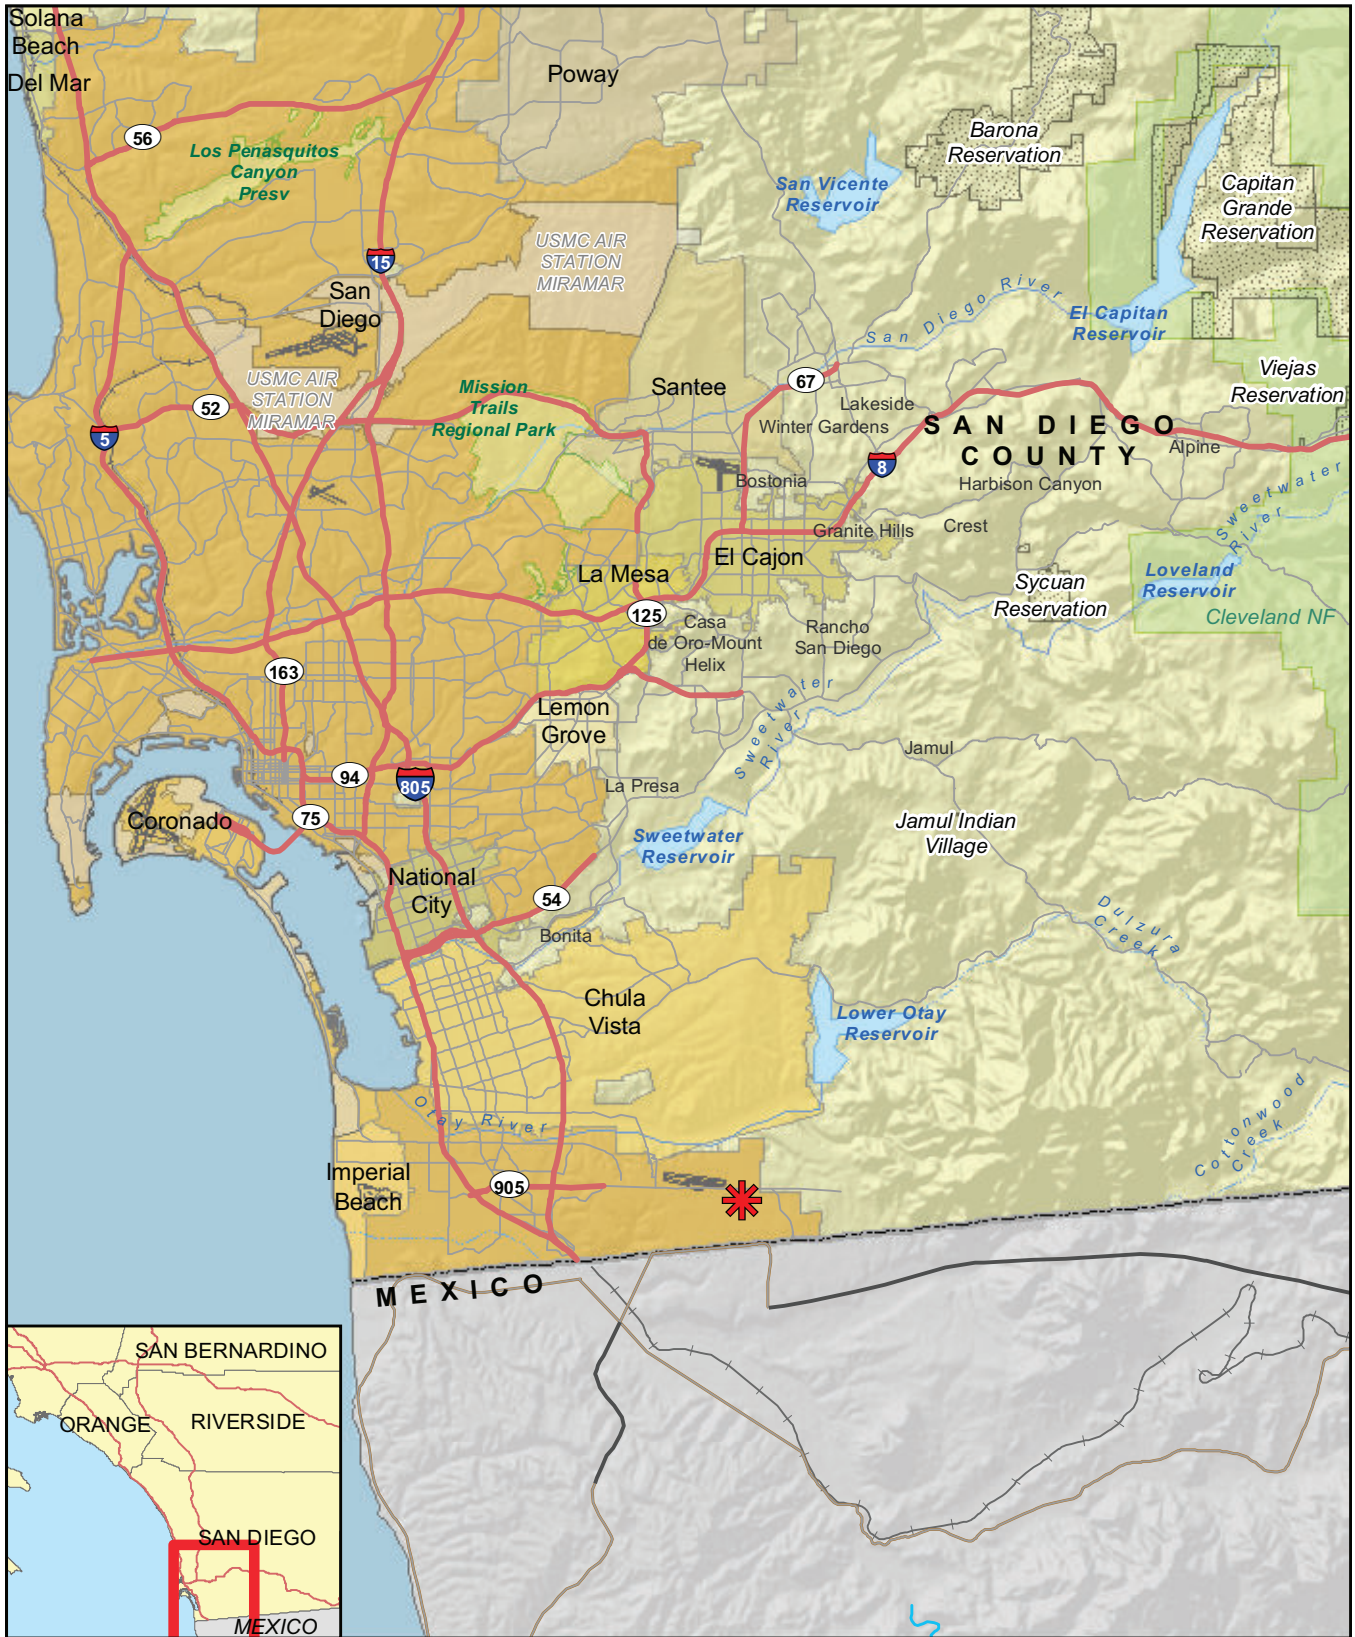 Solana
Beach
Del Mar
Poway
56
Los Penasquitos
Canyon
Presv
Barona
Reservation
San Vicente
Reservoir
Capitan
Grande
Reservation
USMC AIR
STATION
MIRAMAR
15
San
Diego
San Diego River
El Capitan
Reservoir
Viejas
Reservation
USMC AIR
STATION
MIRAMAR
Mission
Trails
Regional Park
Santee
67
Lakeside
Winter Gardens
52
5
SAN DIEGO
COUNTY
Alpine
8
Bostonia
Harbison Canyon
Sweetwater
River
Granite Hills
Crest
El Cajon
La Mesa
Sycuan
Reservation
Loveland
Reservoir
Cleveland NF
125
Casa
de Oro-Mount
Helix
Rancho
San Diego
163
Sweetwater
River
Lemon
Grove
Jamul
94
805
La Presa
75
Coronado
Sweetwater
Reservoir
Jamul Indian
Village
National
City
54
Bonita
Dulzura
Creek
Chula
Vista
Lower Otay
Reservoir
Otay River
Cottonwood
Creek
Imperial
Beach
905
MEXICO
SAN BERNARDINO
ORANGE
RIVERSIDE
SAN DIEGO
MEXICO